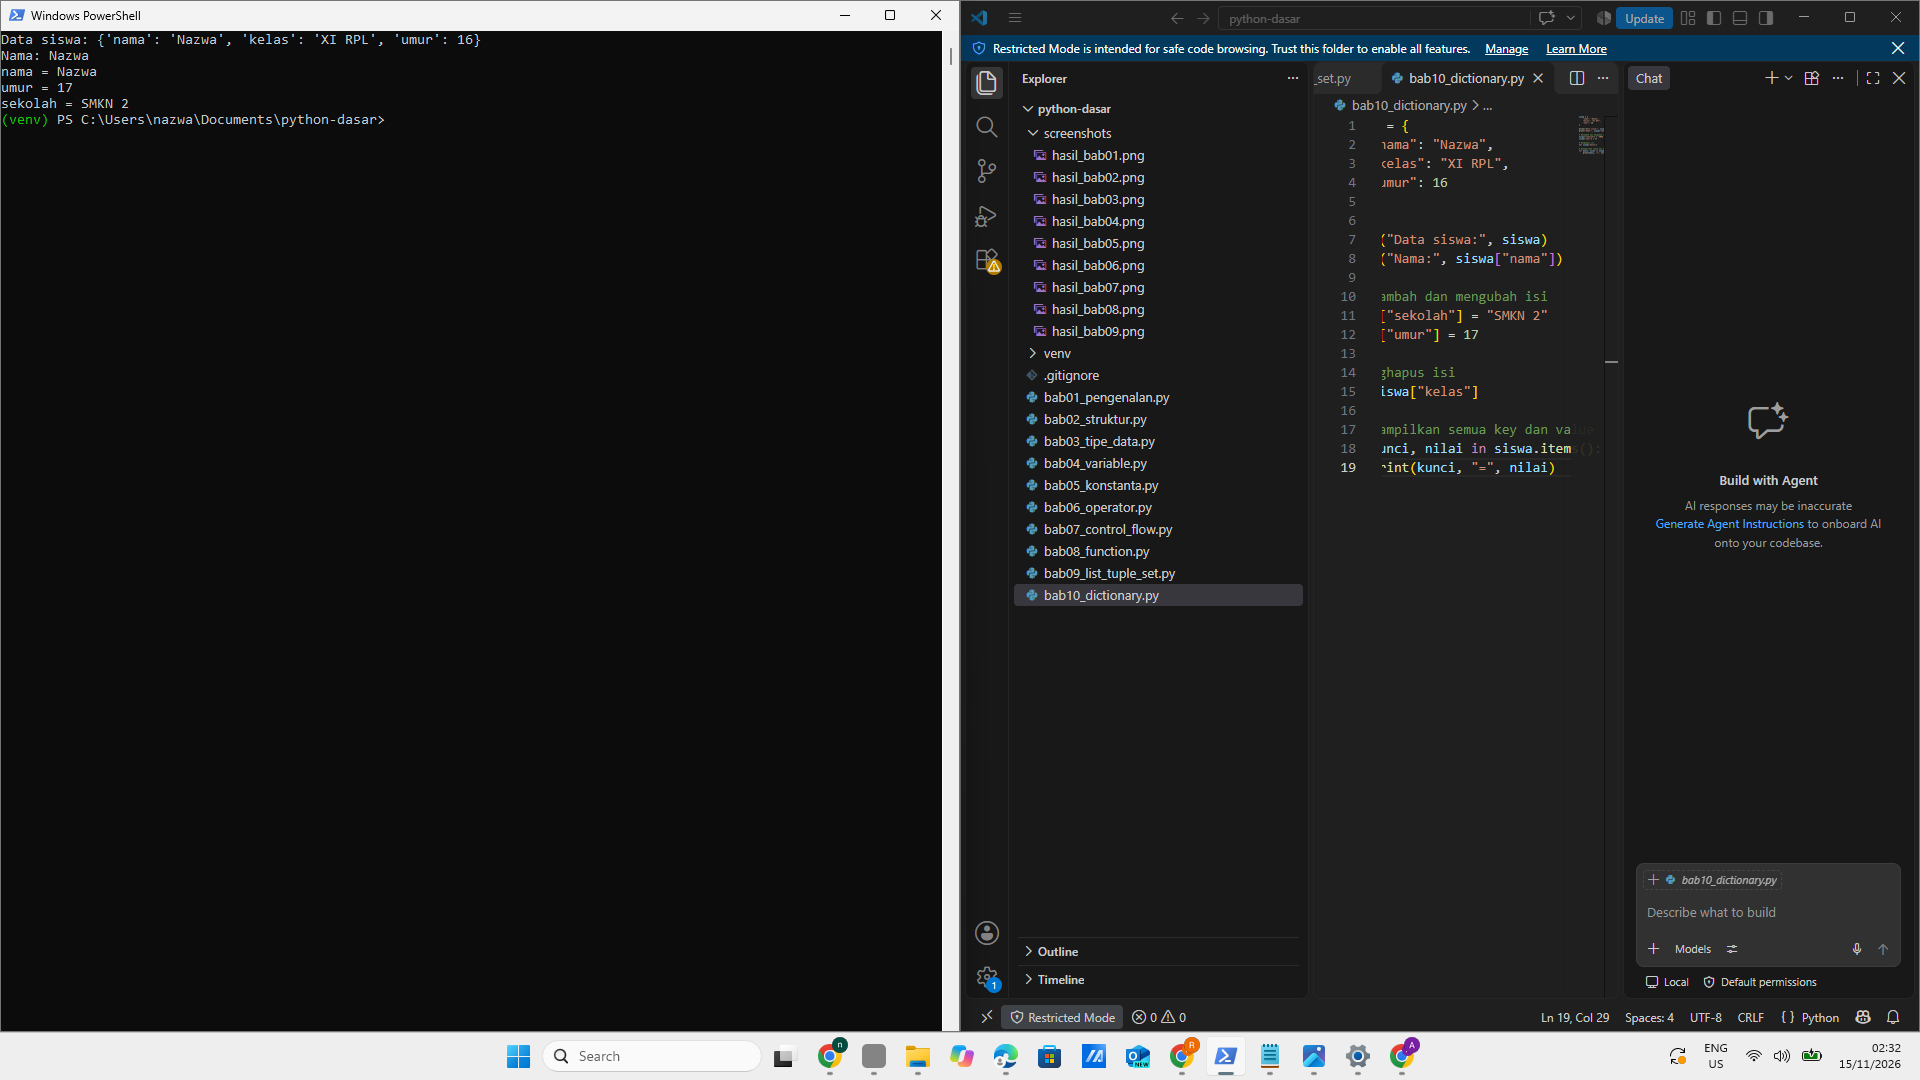 Windows PowerShell
Data siswa: {'nama': 'Nazwa', 'kelas': 'XI RPL', 'umur': 16}
Nama: Nazwa
nama = Nazwa
umur = 17
sekolah = SMKN 2
(venv) PS C:\Users\nazwa\Documents\python-dasar>
python-dasar
Update
Restricted Mode is intended for safe code browsing. Trust this folder to enable all features. Manage Learn More
Explorer
python-dasar
screenshots
hasil_bab01.png
hasil_bab02.png
hasil_bab03.png
hasil_bab04.png
hasil_bab05.png
hasil_bab06.png
hasil_bab07.png
hasil_bab08.png
hasil_bab09.png
venv
.gitignore
bab01_pengenalan.py
bab02_struktur.py
bab03_tipe_data.py
bab04_variable.py
bab05_konstanta.py
bab06_operator.py
bab07_control_flow.py
bab08_function.py
bab09_list_tuple_set.py
bab10_dictionary.py
Outline
Timeline
_set.py
bab10_dictionary.py
bab10_dictionary.py > ...
1 = {
2 nama": "Nazwa",
3 kelas": "XI RPL",
4 umur": 16
5
6
7 ("Data siswa:", siswa)
8 ("Nama:", siswa["nama"])
9
10 ambah dan mengubah isi
11 ["sekolah"] = "SMKN 2"
12 ["umur"] = 17
13
14 ghapus isi
15 iswa["kelas"]
16
17 ampilkan semua key dan value
18 unci, nilai in siswa.items():
19 rint(kunci, "=", nilai)
Chat
Build with Agent
AI responses may be inaccurate
Generate Agent Instructions to onboard AI
onto your codebase.
bab10_dictionary.py
Describe what to build
Models
Local
Default permissions
1
Restricted Mode
0
0
Ln 19, Col 29
Spaces: 4
UTF-8
CRLF
{ } Python
Search
n
NEW
R
A
ENG
US
02:32
15/11/2026